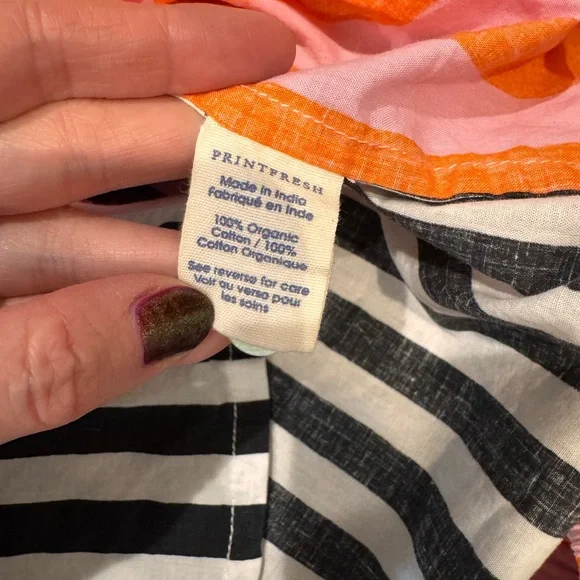 PRINTFRESH
Made in India
Fabriqué en Inde
100% Organic
Cotton / 100%
Cotton Organique
See reverse for care
Voir au verso pour
les soins